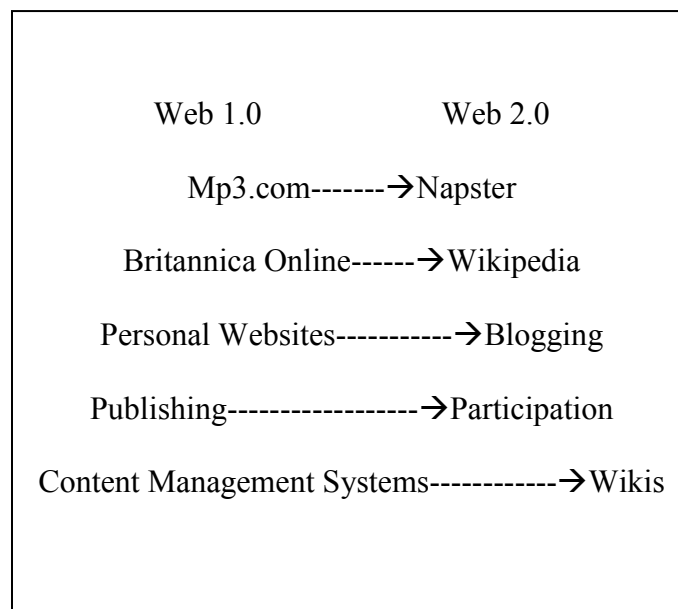 Web 1.0 Web 2.0
Mp3.com-------→Napster
Britannica Online------→Wikipedia
Personal Websites-----------→Blogging
Publishing------------------→Participation
Content Management Systems------------→Wikis